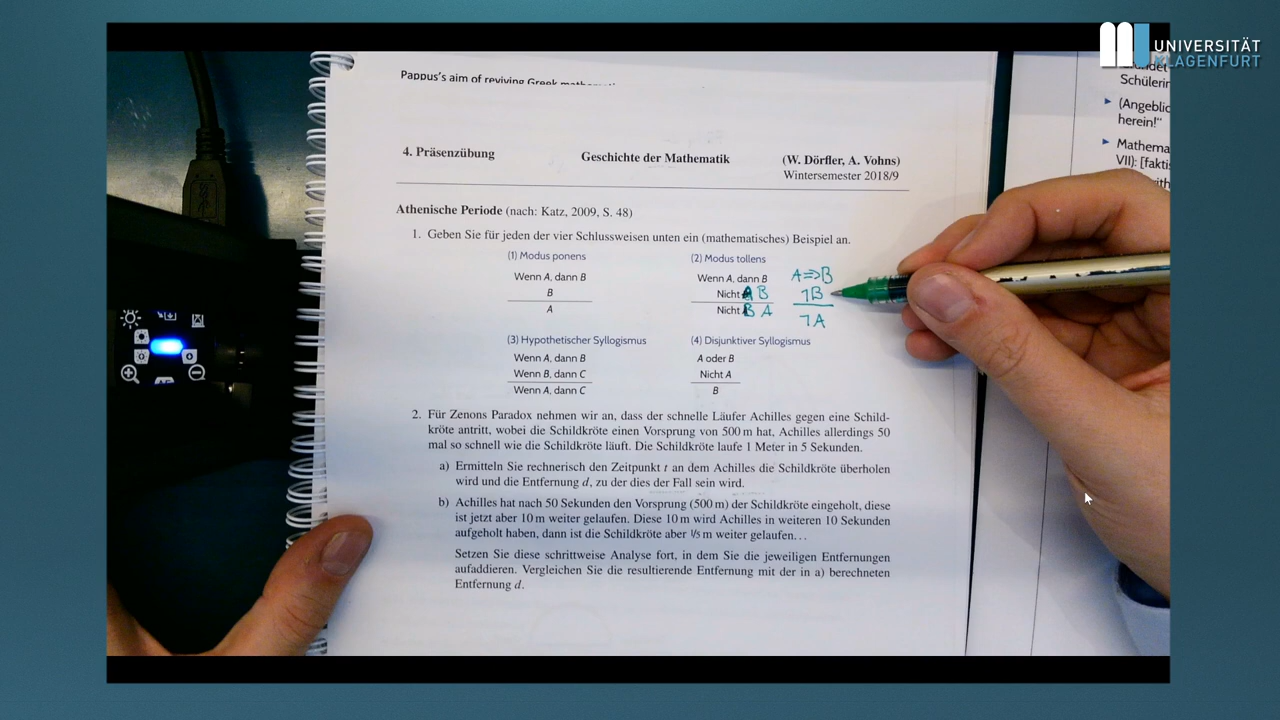 UNIVERSITÄT
KLAGENFURT
Pappus's aim of reviving Greek
4. Präsenzübung
Geschichte der Mathematik
(W. Dörfler, A. Vohns)
Wintersemester 2018/9
Athenische Periode (nach: Katz, 2009, S. 48)
1. Geben Sie für jeden der vier Schlussweisen unten ein (mathematisches) Beispiel an.
(1) Modus ponens
Wenn A, dann B
B
A
(2) Modus tollens
Wenn A, dann B
Nicht B
Nicht A
A⇒B
¬B
¬A
(3) Hypothetischer Syllogismus
Wenn A, dann B
Wenn B, dann C
Wenn A, dann C
(4) Disjunktiver Syllogismus
A oder B
Nicht A
B
2. Für Zenons Paradox nehmen wir an, dass der schnelle Läufer Achilles gegen eine Schild-
kröte antritt, wobei die Schildkröte einen Vorsprung von 500 m hat, Achilles allerdings 50
mal so schnell wie die Schildkröte läuft. Die Schildkröte laufe 1 Meter in 5 Sekunden.
a) Ermitteln Sie rechnerisch den Zeitpunkt t an dem Achilles die Schildkröte überholen
wird und die Entfernung d, zu der dies der Fall sein wird.
b) Achilles hat nach 50 Sekunden den Vorsprung (500 m) der Schildkröte eingeholt, diese
ist jetzt aber 10 m weiter gelaufen. Diese 10 m wird Achilles in weiteren 10 Sekunden
aufgeholt haben, dann ist die Schildkröte aber 1/5 m weiter gelaufen…
Setzen Sie diese schrittweise Analyse fort, in dem Sie die jeweiligen Entfernungen
aufaddieren. Vergleichen Sie die resultierende Entfernung mit der in a) berechneten
Entfernung d.
Schülerin
(Angeblic
herein!"
Mathema
VII): [fakti